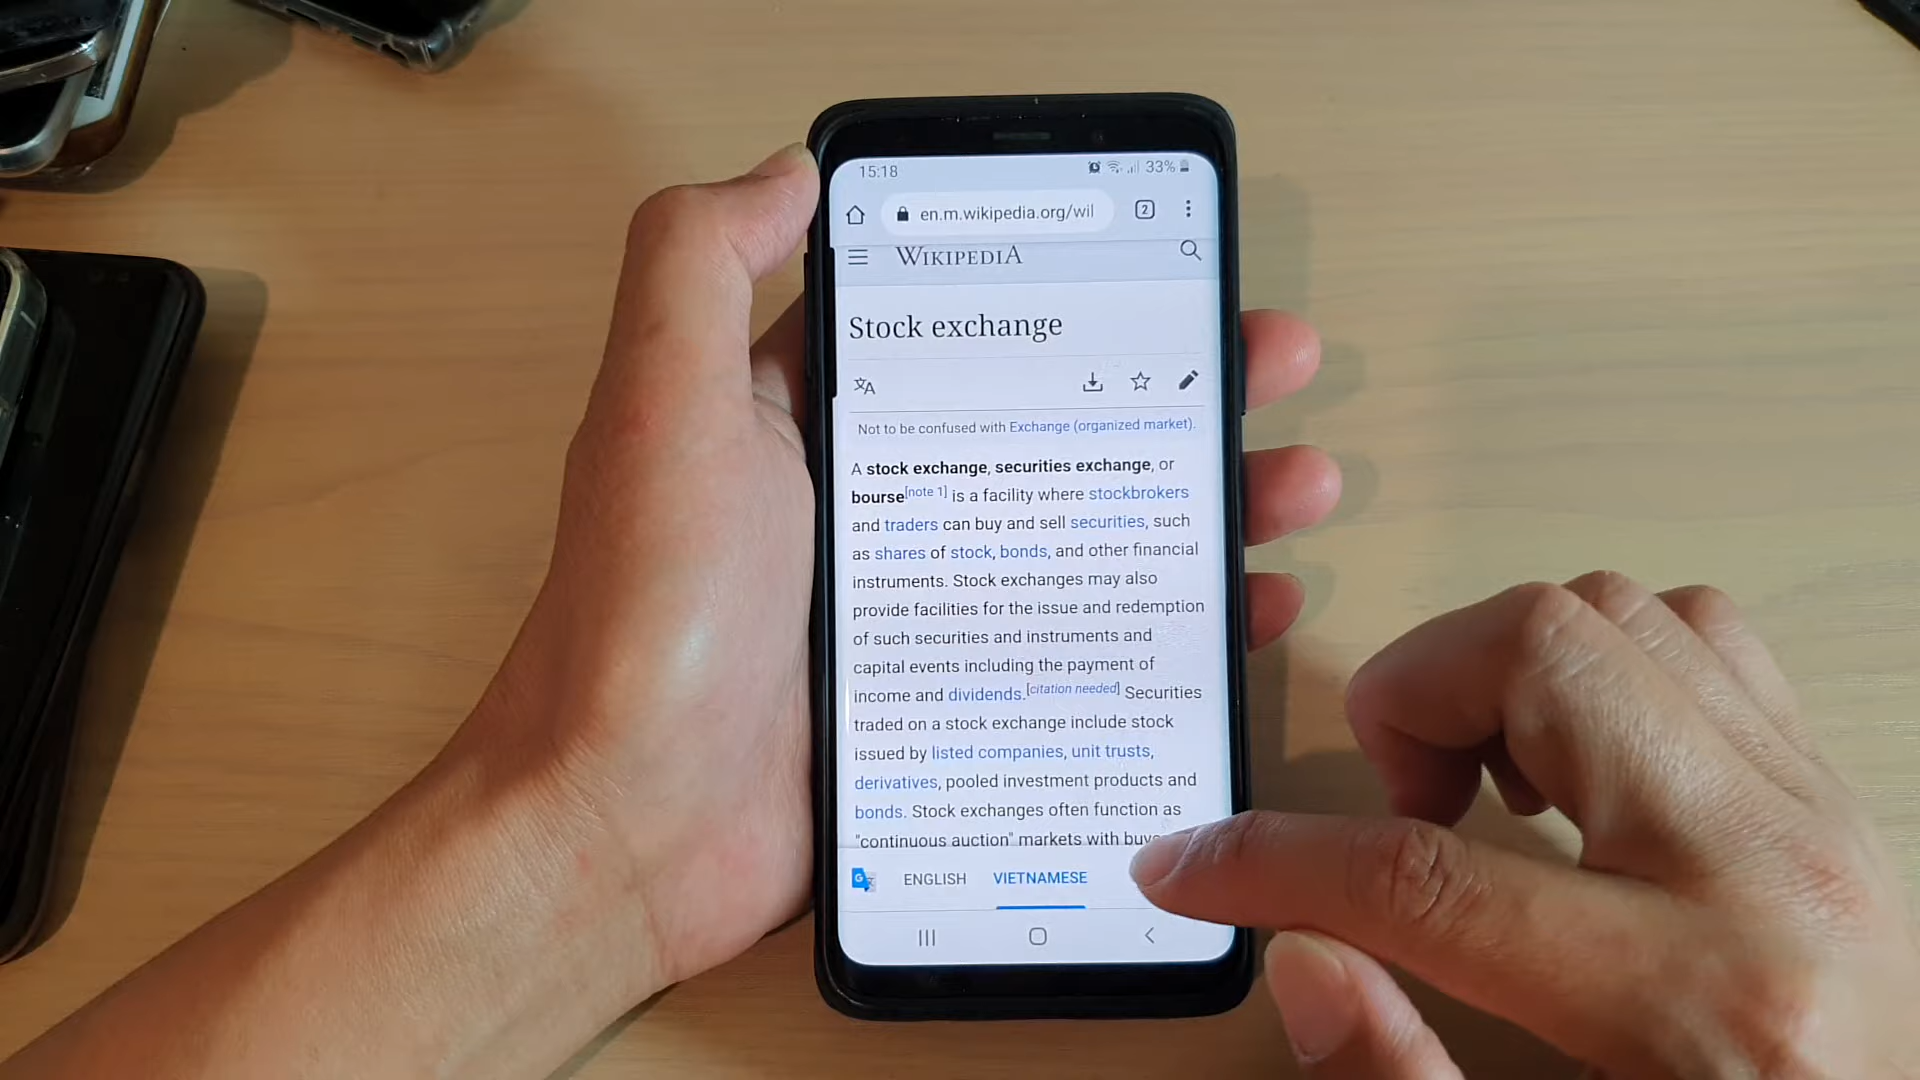 15:18 33%
en.m.wikipedia.org/wil 2
WIKIPEDIA
Stock exchange
Not to be confused with Exchange (organized market).
A stock exchange, securities exchange, or
bourse[note 1] is a facility where stockbrokers
and traders can buy and sell securities, such
as shares of stock, bonds, and other financial
instruments. Stock exchanges may also
provide facilities for the issue and redemption
of such securities and instruments and
capital events including the payment of
income and dividends.[citation needed] Securities
traded on a stock exchange include stock
issued by listed companies, unit trusts,
derivatives, pooled investment products and
bonds. Stock exchanges often function as
"continuous auction" markets with
ENGLISH VIETNAMESE